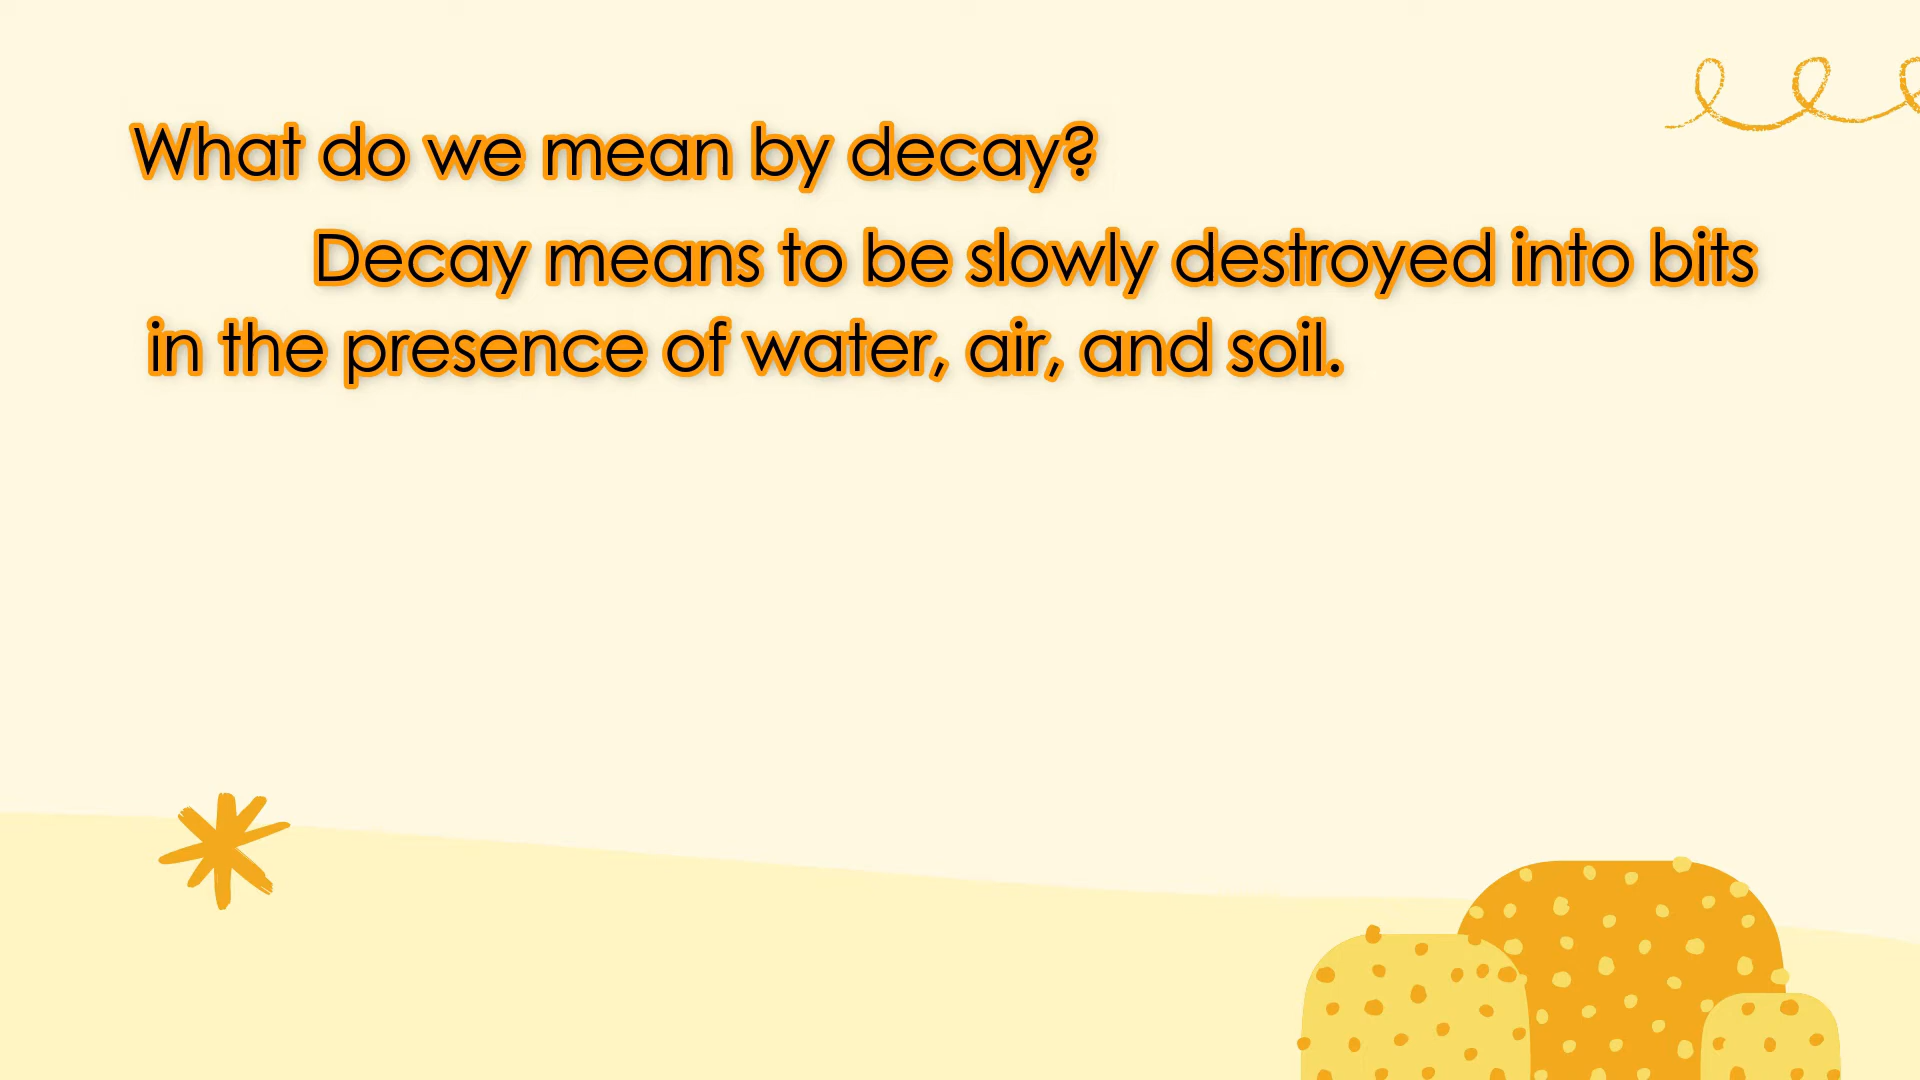 What do we mean by decay?
Decay means to be slowly destroyed into bits
in the presence of water, air, and soil.